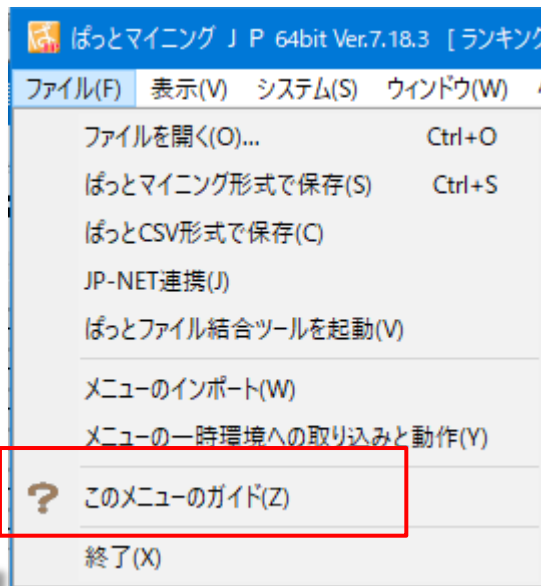 ぱっとマイニング J P 64bit Ver.7.18.3 [ ランキング
ファイル(F) 表示(V) システム(S) ウィンドウ(W)
ファイルを開く(O)... Ctrl+O
ぱっとマイニング形式で保存(S) Ctrl+S
ぱっとCSV形式で保存(C)
JP-NET連携(J)
ぱっとファイル結合ツールを起動(V)
メニューのインポート(W)
メニューの一時環境への取り込みと動作(Y)
? このメニューのガイド(Z)
終了(X)